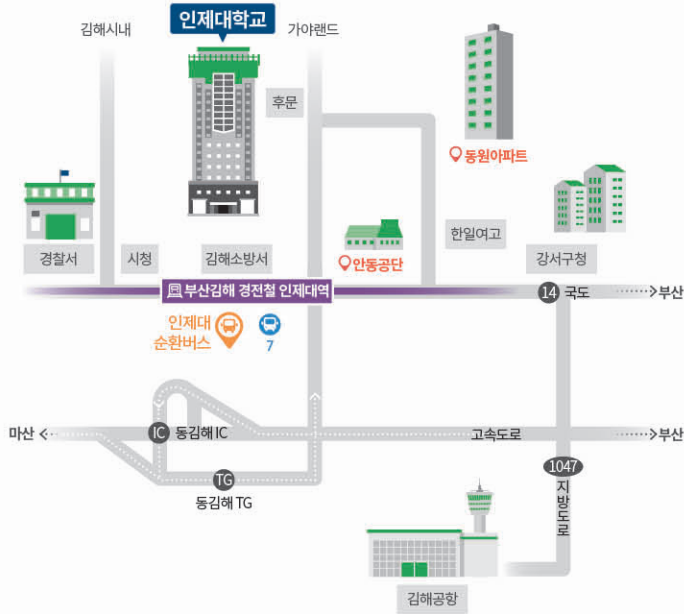 김해시내
인제대학교
가야랜드
후문
동원아파트
경찰서
시청
김해소방서
안동공단
한일여고
강서구청
부산김해 경전철 인제대역
14 국도
부산
인제대
순환버스
7
마산
IC 동김해 IC
고속도로
부산
TG
동김해 TG
1047
지방도로
김해공항